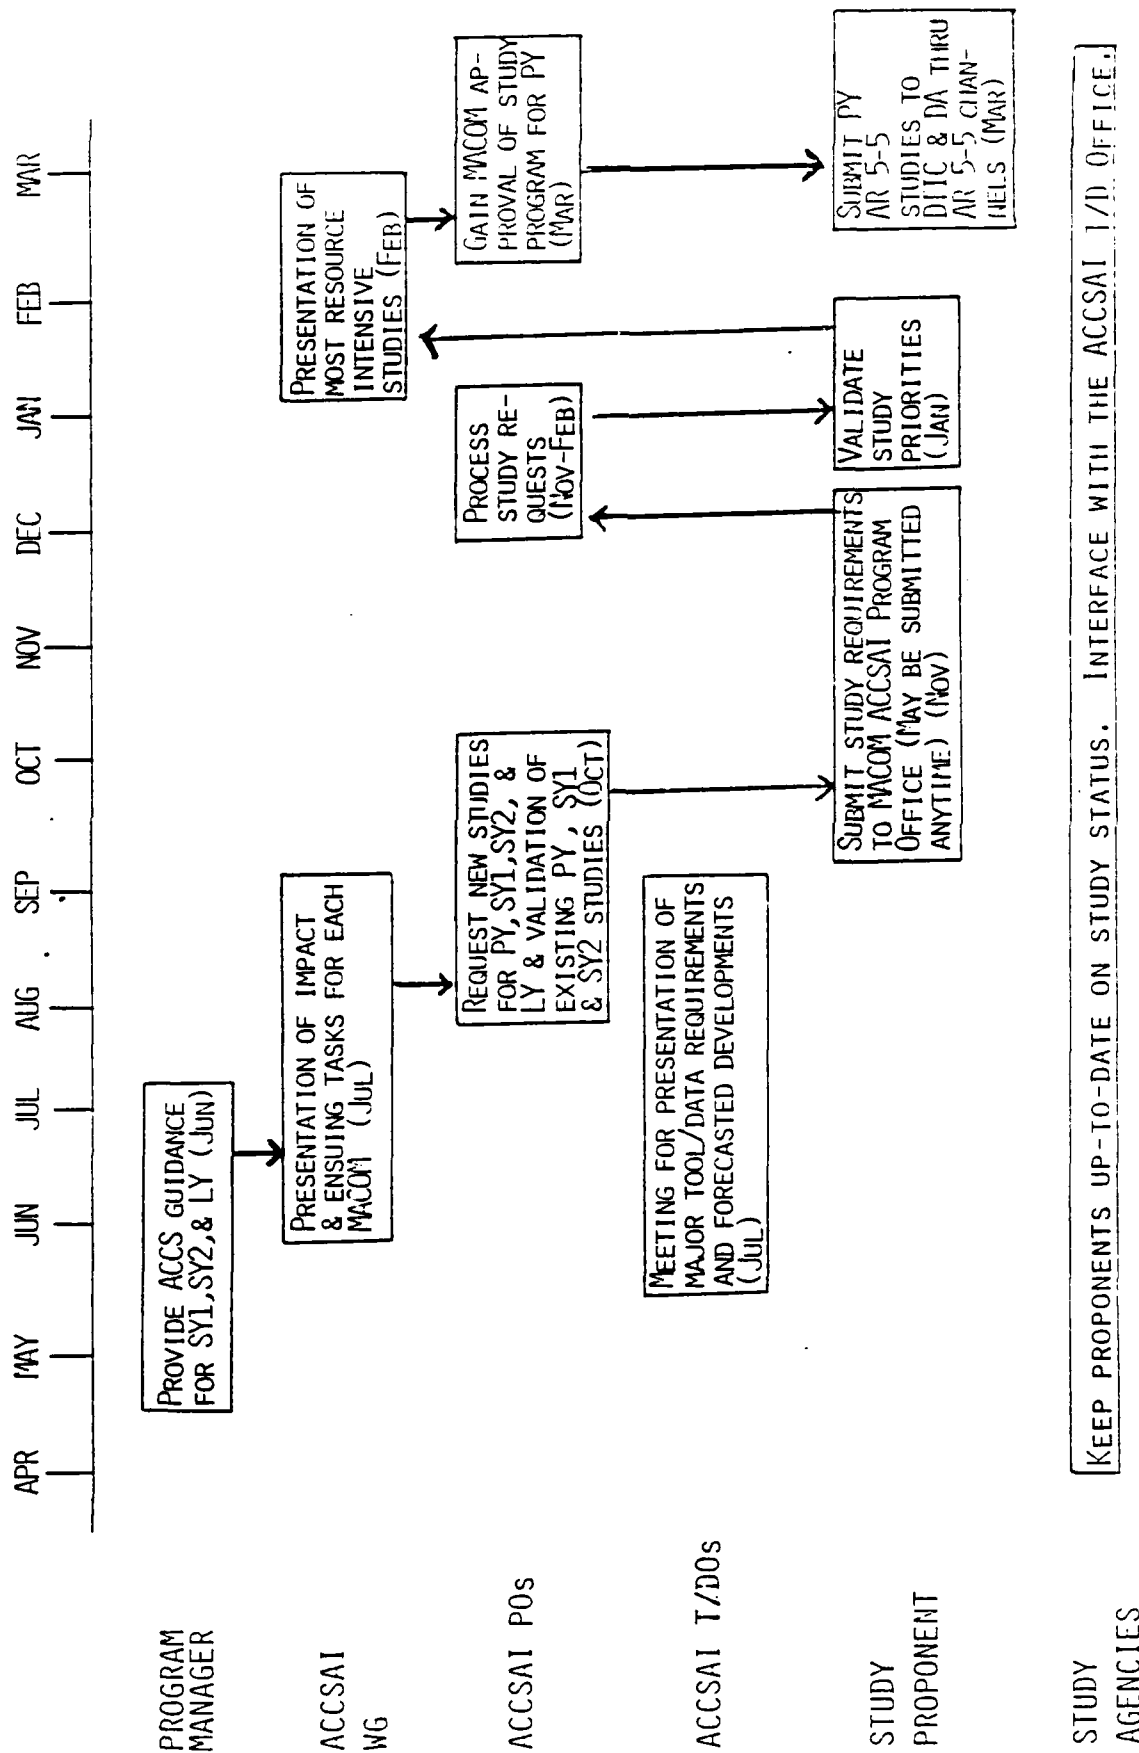 APR MAY JUN JUL AUG SEP OCT NOV DEC JAN FEB MAR
PROGRAM
MANAGER
PROVIDE ACCS GUIDANCE
FOR SY1,SY2,& LY (JUN)
ACCSAI
WG
PRESENTATION OF IMPACT
& ENSUING TASKS FOR EACH
MACOM (JUL)
PRESENTATION OF
MOST RESOURCE
INTENSIVE
STUDIES (FEB)
ACCSAI POs
REQUEST NEW STUDIES
FOR PY,SY1,SY2, &
LY & VALIDATION OF
EXISTING PY, SY1
& SY2 STUDIES (OCT)
PROCESS
STUDY RE-
QUESTS
(NOV-FEB)
GAIN MACOM AP-
PROVAL OF STUDY
PROGRAM FOR PY
(MAR)
ACCSAI T/DOs
MEETING FOR PRESENTATION OF
MAJOR TOOL/DATA REQUIREMENTS
AND FORECASTED DEVELOPMENTS
(JUL)
STUDY
PROPONENT
SUBMIT STUDY REQUIREMENTS
TO MACOM ACCSAI PROGRAM
OFFICE (MAY BE SUBMITTED
ANYTIME) (NOV)
VALIDATE
STUDY
PRIORITIES
(JAN)
SUBMIT PY
AR 5-5
STUDIES TO
DTIC & DA THRU
AR 5-5 CHAN-
NELS (MAR)
STUDY
AGENCIES
KEEP PROPONENTS UP-TO-DATE ON STUDY STATUS. INTERFACE WITH THE ACCSAI I/D OFFICE.